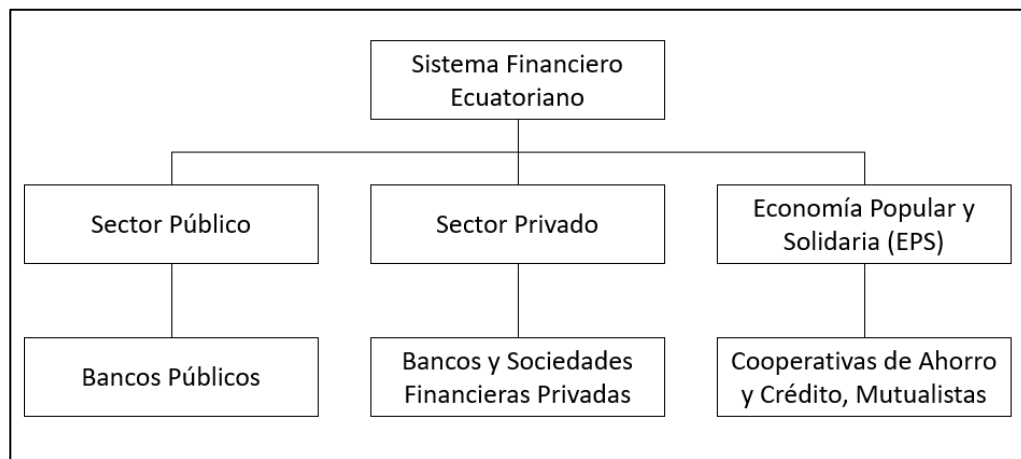 Sistema Financiero
Ecuatoriano
Sector Público
Sector Privado
Economía Popular y
Solidaria (EPS)
Bancos Públicos
Bancos y Sociedades
Financieras Privadas
Cooperativas de Ahorro
y Crédito, Mutualistas